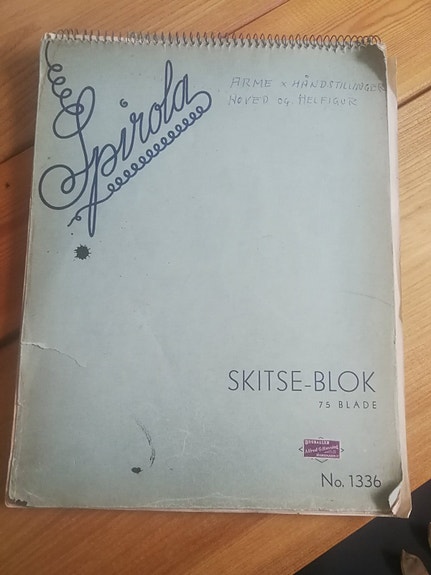 Spirola
ARME x HÅNDSTILLINGER
HOVED OG HELFIGUR
SKITSE-BLOK
75 BLADE
No. 1336